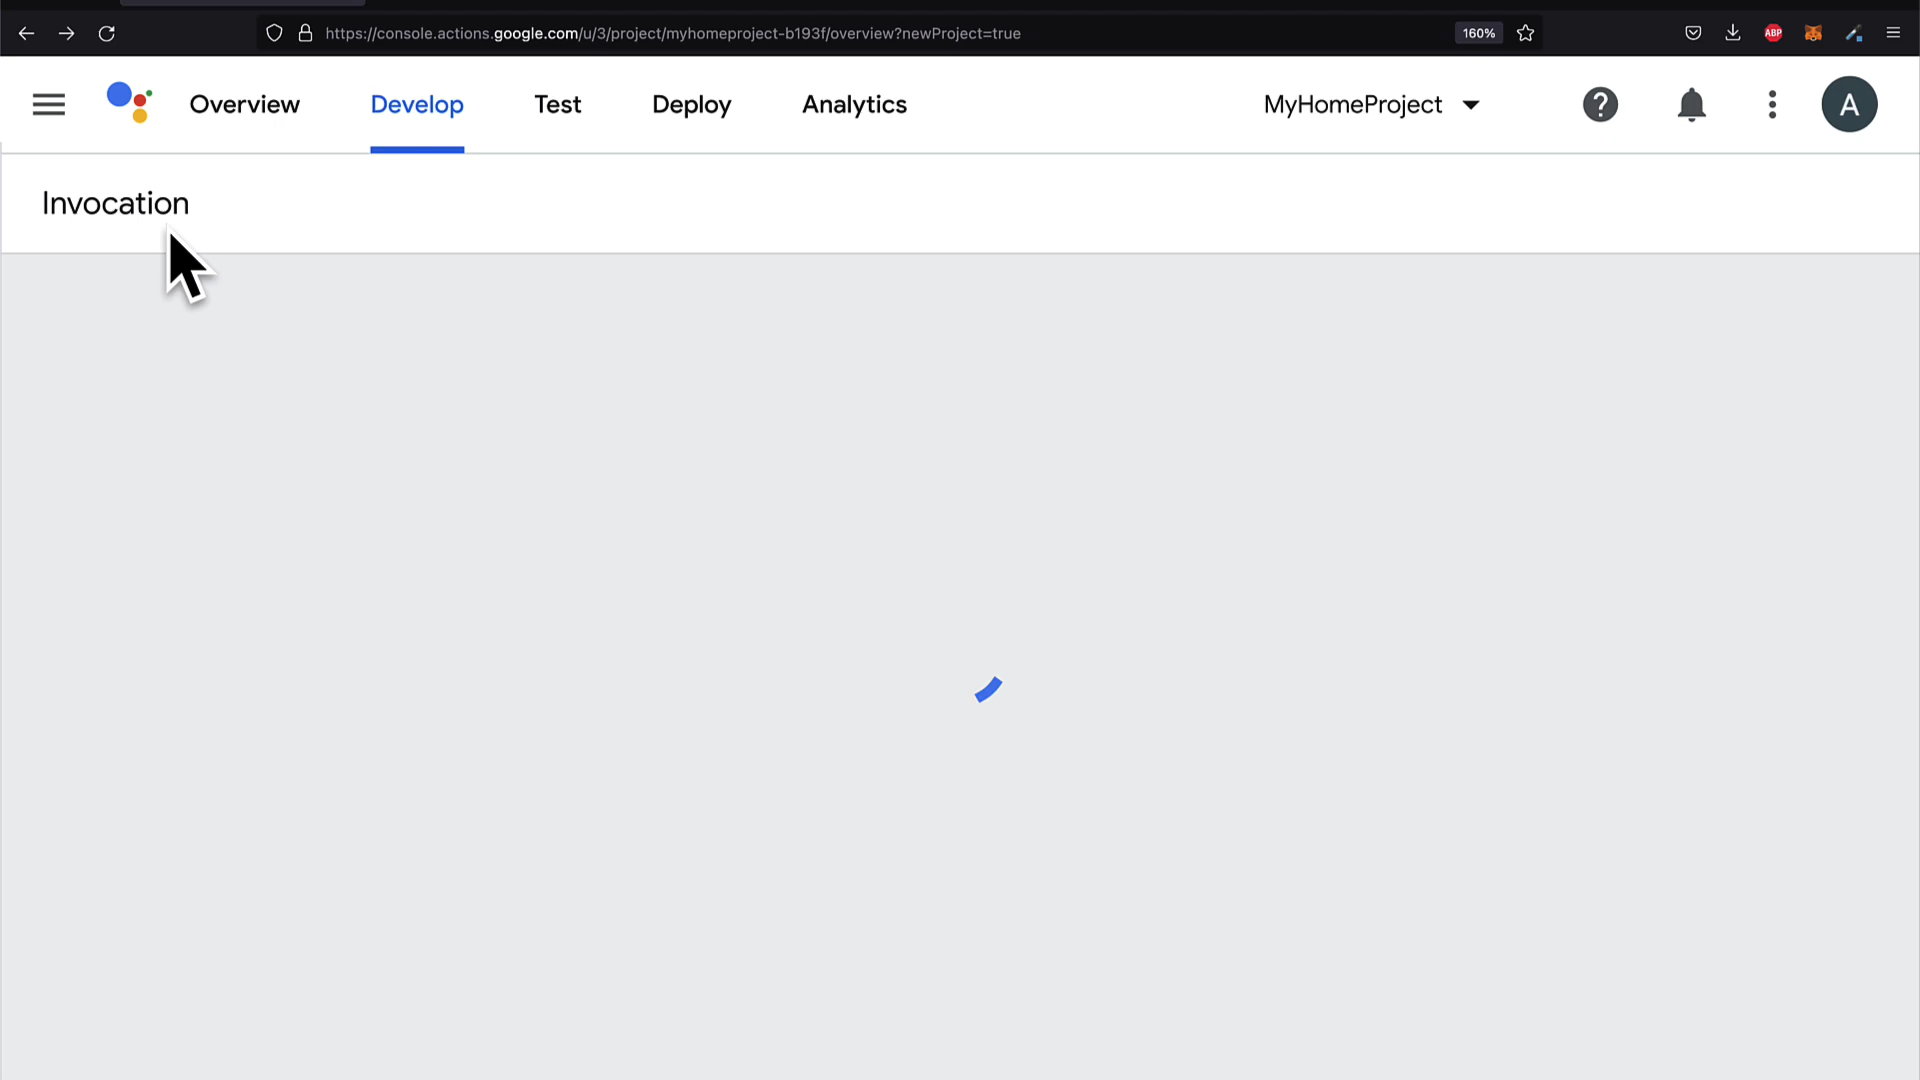 https://console.actions.google.com/u/3/project/myhomeproject-b193f/overview?newProject=true
160%
ABP
Overview
Develop
Test
Deploy
Analytics
MyHomeProject
A
Invocation